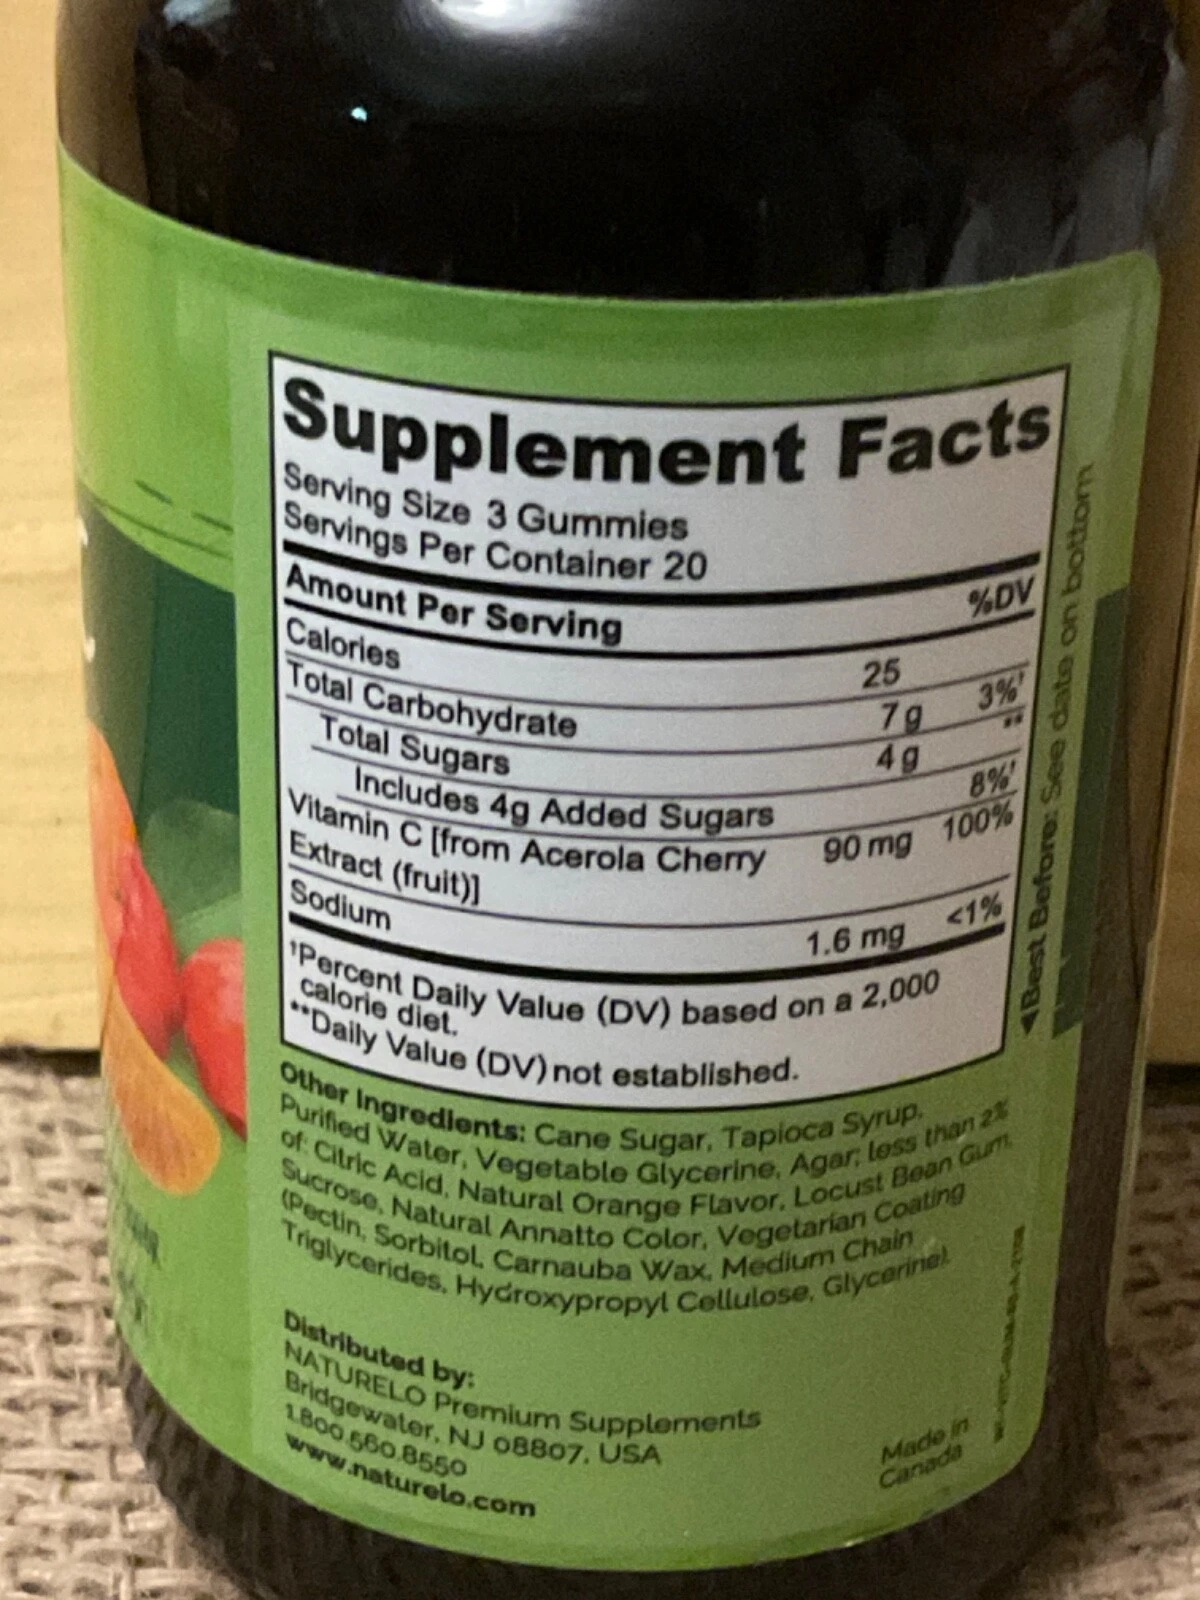 Supplement Facts
Serving Size 3 Gummies
Servings Per Container 20
Amount Per Serving %DV
Calories 25
Total Carbohydrate 7 g 3%†
Total Sugars 4 g **
Includes 4g Added Sugars 8%†
Vitamin C [from Acerola Cherry 90 mg 100%
Extract (fruit)]
Sodium 1.6 mg <1%
†Percent Daily Value (DV) based on a 2,000
calorie diet.
**Daily Value (DV) not established.
◄Best Before: See date on bottom
Other Ingredients: Cane Sugar, Tapioca Syrup,
Purified Water, Vegetable Glycerine, Agar; less than 2%
of: Citric Acid, Natural Orange Flavor, Locust Bean Gum,
Sucrose, Natural Annatto Color, Vegetarian Coating
(Pectin, Sorbitol, Carnauba Wax, Medium Chain
Triglycerides, Hydroxypropyl Cellulose, Glycerine).
Distributed by:
NATURELO Premium Supplements
Bridgewater, NJ 08807, USA
1.800.560.8550
www.naturelo.com
Made in
Canada